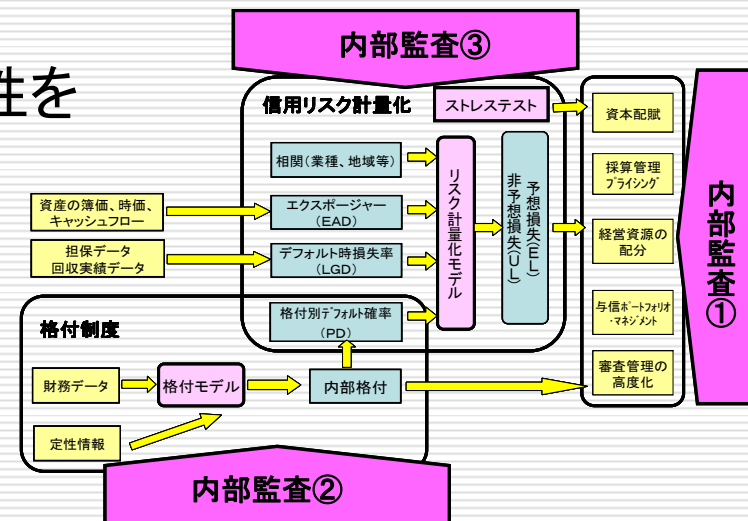 内部監査③
性を
信用リスク計量化
ストレステスト
資本配賦
相関(業種、地域等)
採算管理
ﾌﾟライシンｸﾞ
資産の簿価、時価、
キャッシュフロー
エクスポージャー
(EAD)
リスク計量化モデル
予想損失(EL)
非予想損失(UL)
経営資源の
配分
内部監査①
担保データ
回収実績データ
デフォルト時損失率
(LGD)
格付別ﾃﾞフｫﾙﾄ確率
(PD)
与信ﾎﾟｰﾄﾌｫﾘｵ
・ﾏﾈｼﾞﾒﾝﾄ
格付制度
審査管理の
高度化
財務データ
格付モデル
内部格付
定性情報
内部監査②